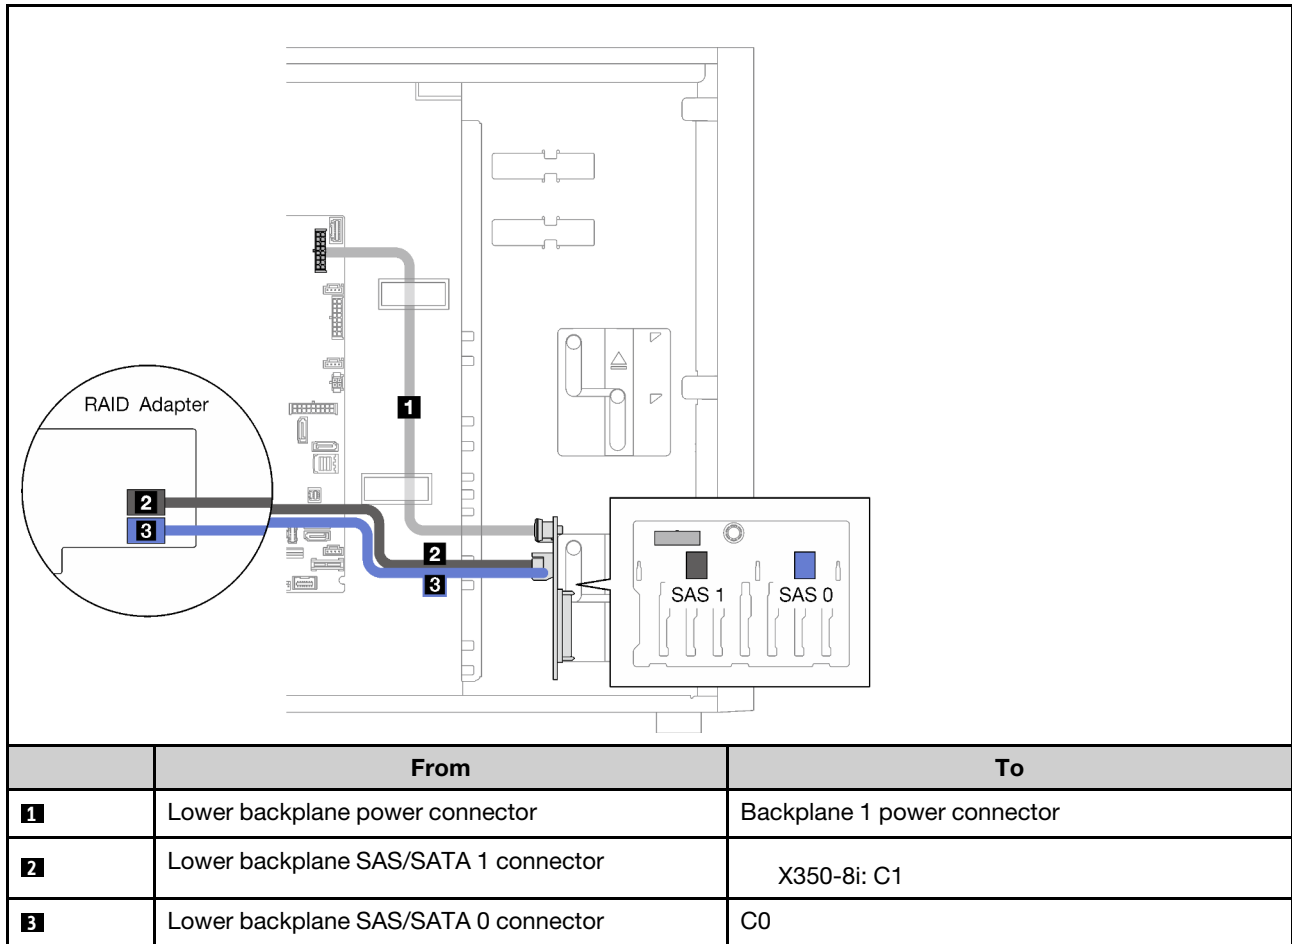 RAID Adapter
1
2
3
2
3
SAS 1 SAS 0
From To
1 Lower backplane power connector Backplane 1 power connector
2 Lower backplane SAS/SATA 1 connector X350-8i: C1
3 Lower backplane SAS/SATA 0 connector C0